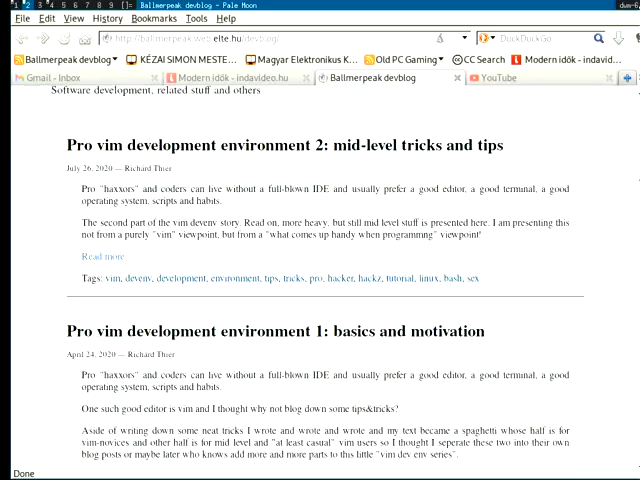 1 2 3 4 5 6 7 8 9 []= Ballmerpeak devblog - Pale Moon dwm-6.
File Edit View History Bookmarks Tools Help
http://ballmerpeak.web.elte.hu/devblog/ DuckDuckGo
Ballmerpeak devblog KÉZAI SIMON MESTE... Magyar Elektronikus K... Old PC Gaming CC Search Modern idők - indavid...
Gmail - Inbox Modern idők - indavideo.hu Ballmerpeak devblog YouTube
Software development, related stuff and others
Pro vim development environment 2: mid-level tricks and tips
July 26, 2020 — Richard Thier
Pro "haxxors" and coders can live without a full-blown IDE and usually prefer a good editor, a good terminal, a good
operating system, scripts and habits.
The second part of the vim devenv story. Read on, more heavy, but still mid level stuff is presented here. I am presenting this
not from a purely "vim" viewpoint, but from a "what comes up handy when programmng" viewpoint!
Read more
Tags: vim, devenv, development, environment, tips, tricks, pro, hacker, hackz, tutorial, linux, bash, sex
Pro vim development environment 1: basics and motivation
April 24, 2020 — Richard Thier
Pro "haxxors" and coders can live without a full-blown IDE and usually prefer a good editor, a good terminal, a good
operating system, scripts and habits.
One such good editor is vim and I thought why not blog down some tips&tricks?
Aside of writing down some neat tricks I wrote and wrote and wrote and my text became a spaghetti whose half is for
vim-novices and other half is for mid level and "at least casual" vim users so I thought I seperate these two into their own
blog posts or maybe later who knows add more and more parts to this little "vim dev env series".
Done